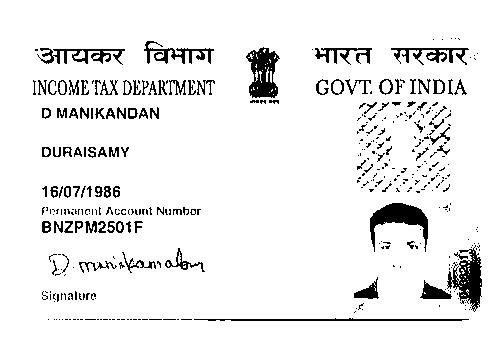 आयकर विभाग
भारत सरकार
INCOME TAX DEPARTMENT
GOVT. OF INDIA
D MANIKANDAN
DURAISAMY
16/07/1986
Permanent Account Number
BNZPM2501F
D. manikandan
Signature